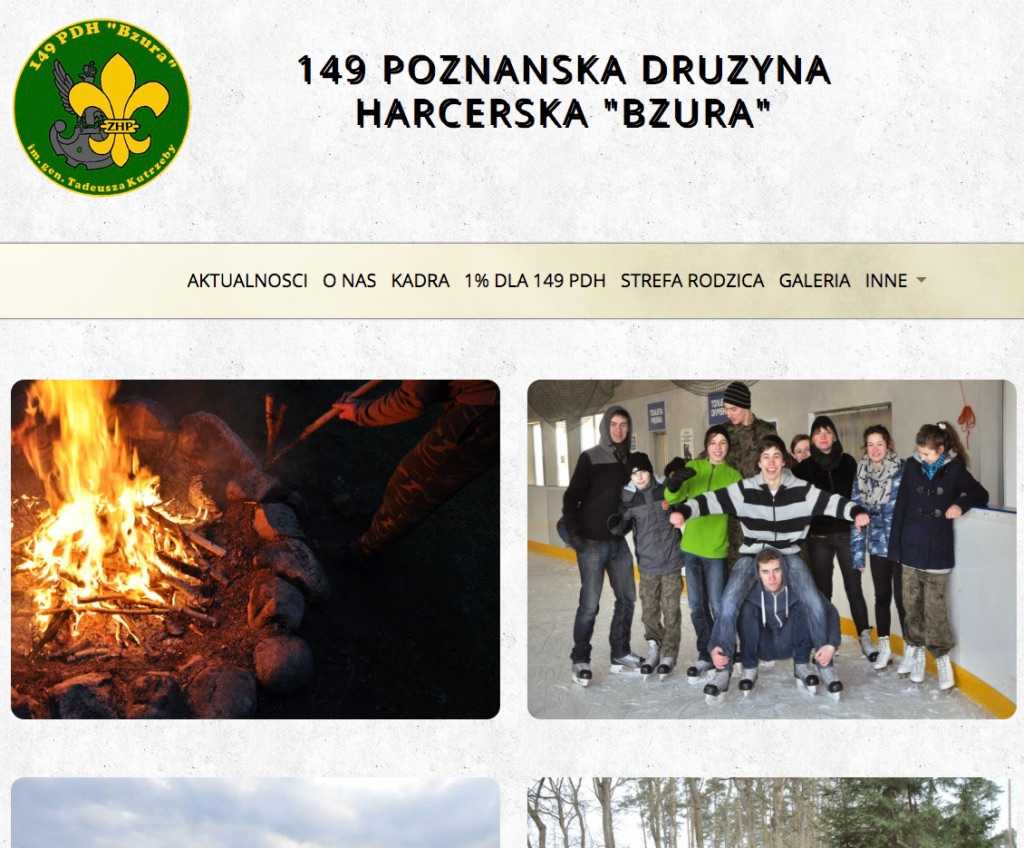 149 PDH "Bzura"
ZHP
im. gen. Tadeusza Kutrzeby
149 POZNANSKA DRUZYNA
HARCERSKA "BZURA"
AKTUALNOSCI O NAS KADRA 1% DLA 149 PDH STREFA RODZICA GALERIA INNE
TOALETA